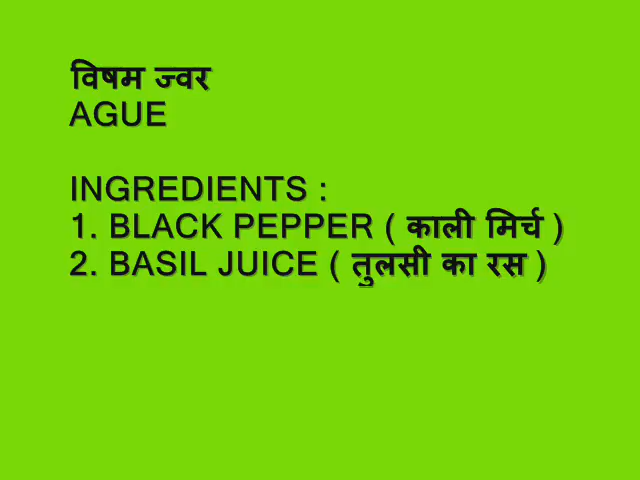 विषम ज्वर
AGUE
INGREDIENTS :
1. BLACK PEPPER ( काली मिर्च )
2. BASIL JUICE ( तुलसी का रस )